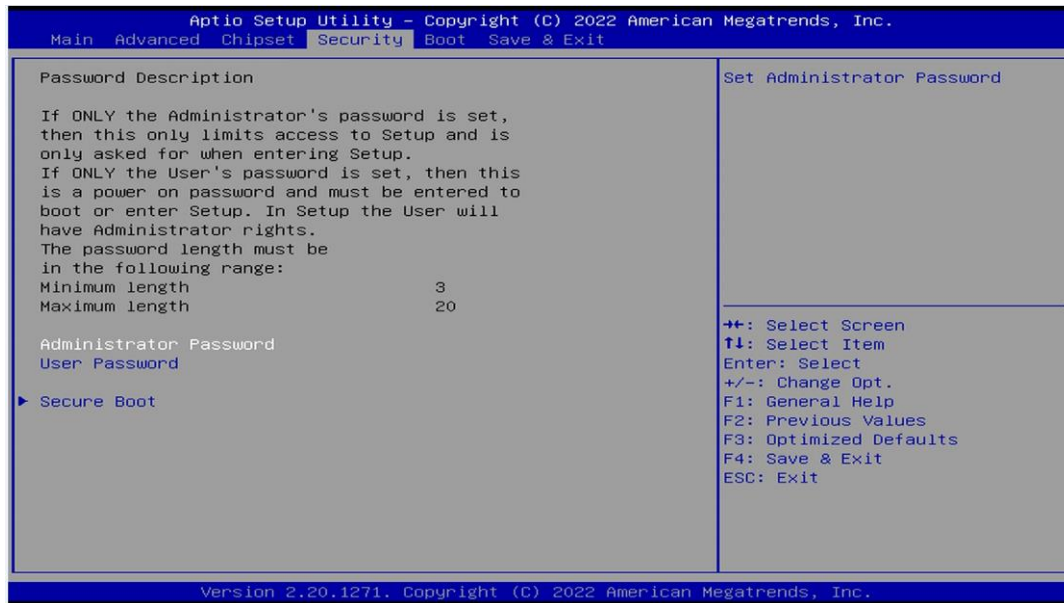 Aptio Setup Utility – Copyright (C) 2022 American Megatrends, Inc.
Main Advanced Chipset Security Boot Save & Exit
Password Description
If ONLY the Administrator's password is set,
then this only limits access to Setup and is
only asked for when entering Setup.
If ONLY the User's password is set, then this
is a power on password and must be entered to
boot or enter Setup. In Setup the User will
have Administrator rights.
The password length must be
in the following range:
Minimum length 3
Maximum length 20
Administrator Password
User Password
► Secure Boot
Set Administrator Password
→←: Select Screen
↑↓: Select Item
Enter: Select
+/-: Change Opt.
F1: General Help
F2: Previous Values
F3: Optimized Defaults
F4: Save & Exit
ESC: Exit
Version 2.20.1271. Copyright (C) 2022 American Megatrends, Inc.